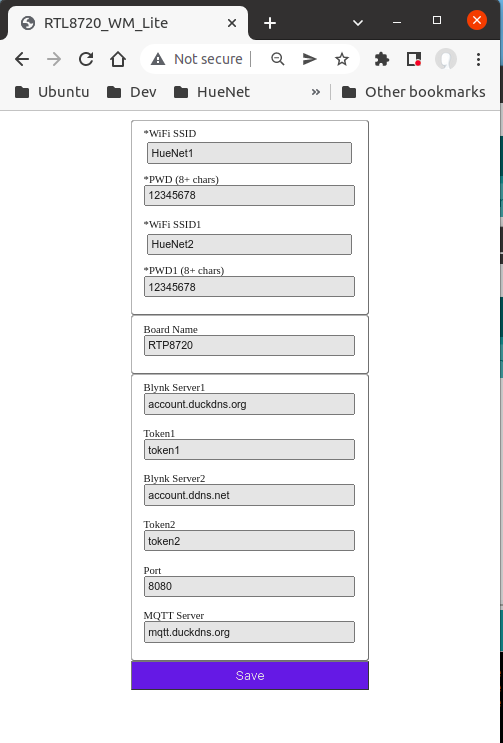 RTL8720_WM_Lite
Not secure
Ubuntu Dev HueNet » Other bookmarks
*WiFi SSID
HueNet1
*PWD (8+ chars)
12345678
*WiFi SSID1
HueNet2
*PWD1 (8+ chars)
12345678
Board Name
RTP8720
Blynk Server1
account.duckdns.org
Token1
token1
Blynk Server2
account.ddns.net
Token2
token2
Port
8080
MQTT Server
mqtt.duckdns.org
Save